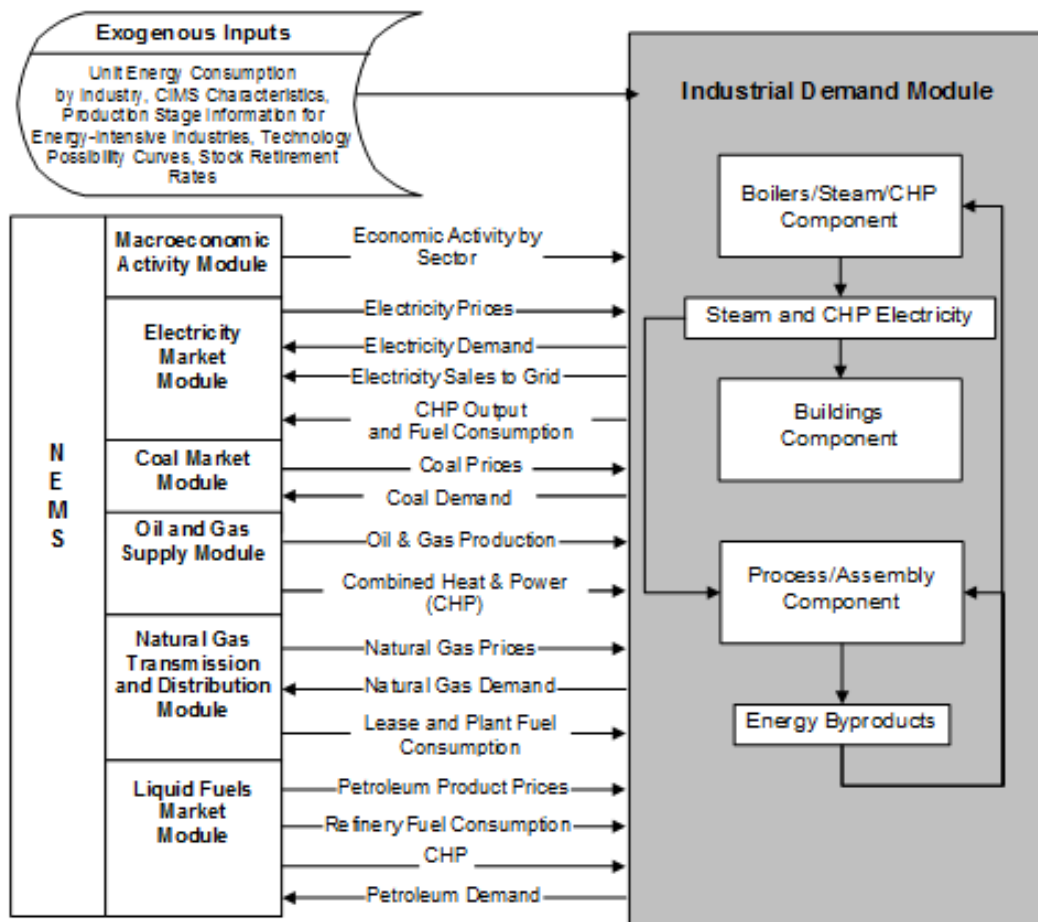 Exogenous Inputs
Unit Energy Consumption
by Industry, CIMS Characteristics,
Production Stage Information for
Energy-Intensive Industries, Technology
Possibility Curves, Stock Retirement
Rates
NEMS
Macroeconomic
Activity Module
Electricity
Market
Module
Coal Market
Module
Oil and Gas
Supply Module
Natural Gas
Transmission
and Distribution
Module
Liquid Fuels
Market
Module
Economic Activity by
Sector
Electricity Prices
Electricity Demand
Electricity Sales to Grid
CHP Output
and Fuel Consumption
Coal Prices
Coal Demand
Oil & Gas Production
Combined Heat & Power
(CHP)
Natural Gas Prices
Natural Gas Demand
Lease and Plant Fuel
Consumption
Petroleum Product Prices
Refinery Fuel Consumption
CHP
Petroleum Demand
Industrial Demand Module
Boilers/Steam/CHP
Component
Steam and CHP Electricity
Buildings
Component
Process/Assembly
Component
Energy Byproducts